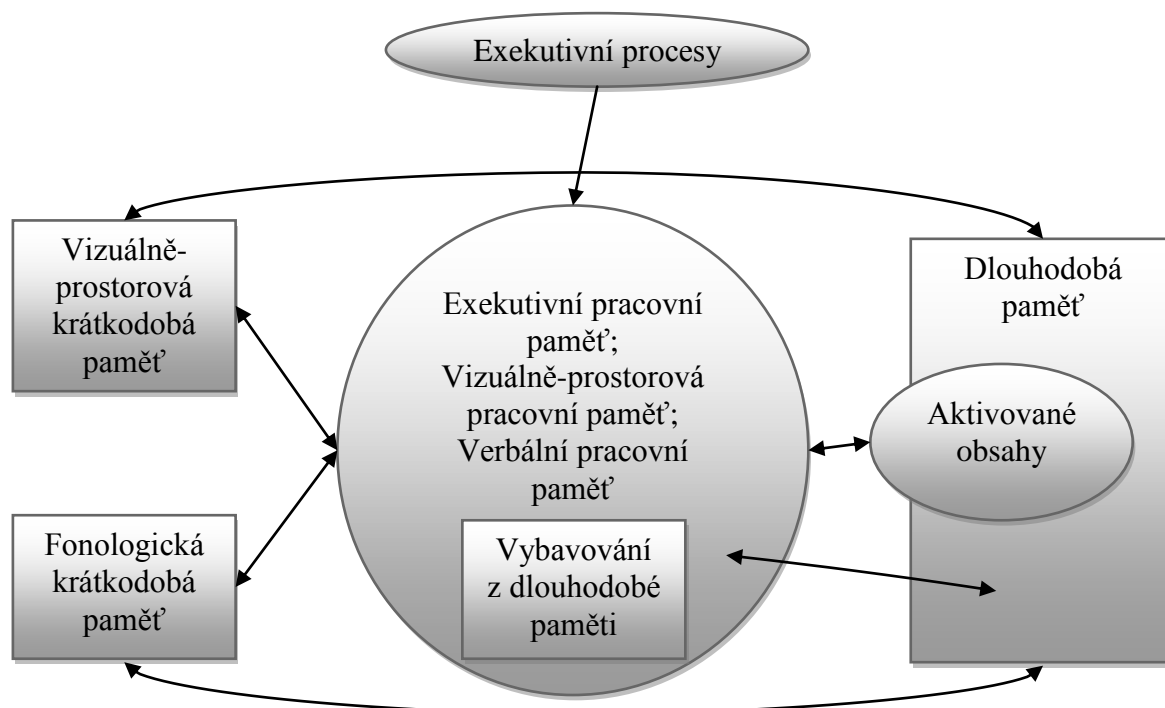 Exekutivní procesy
Vizuálně-
prostorová
krátkodobá
paměť
Fonologická
krátkodobá
paměť
Exekutivní pracovní
paměť;
Vizuálně-prostorová
pracovní paměť;
Verbální pracovní
paměť
Vybavování
z dlouhodobé
paměti
Dlouhodobá
paměť
Aktivované
obsahy